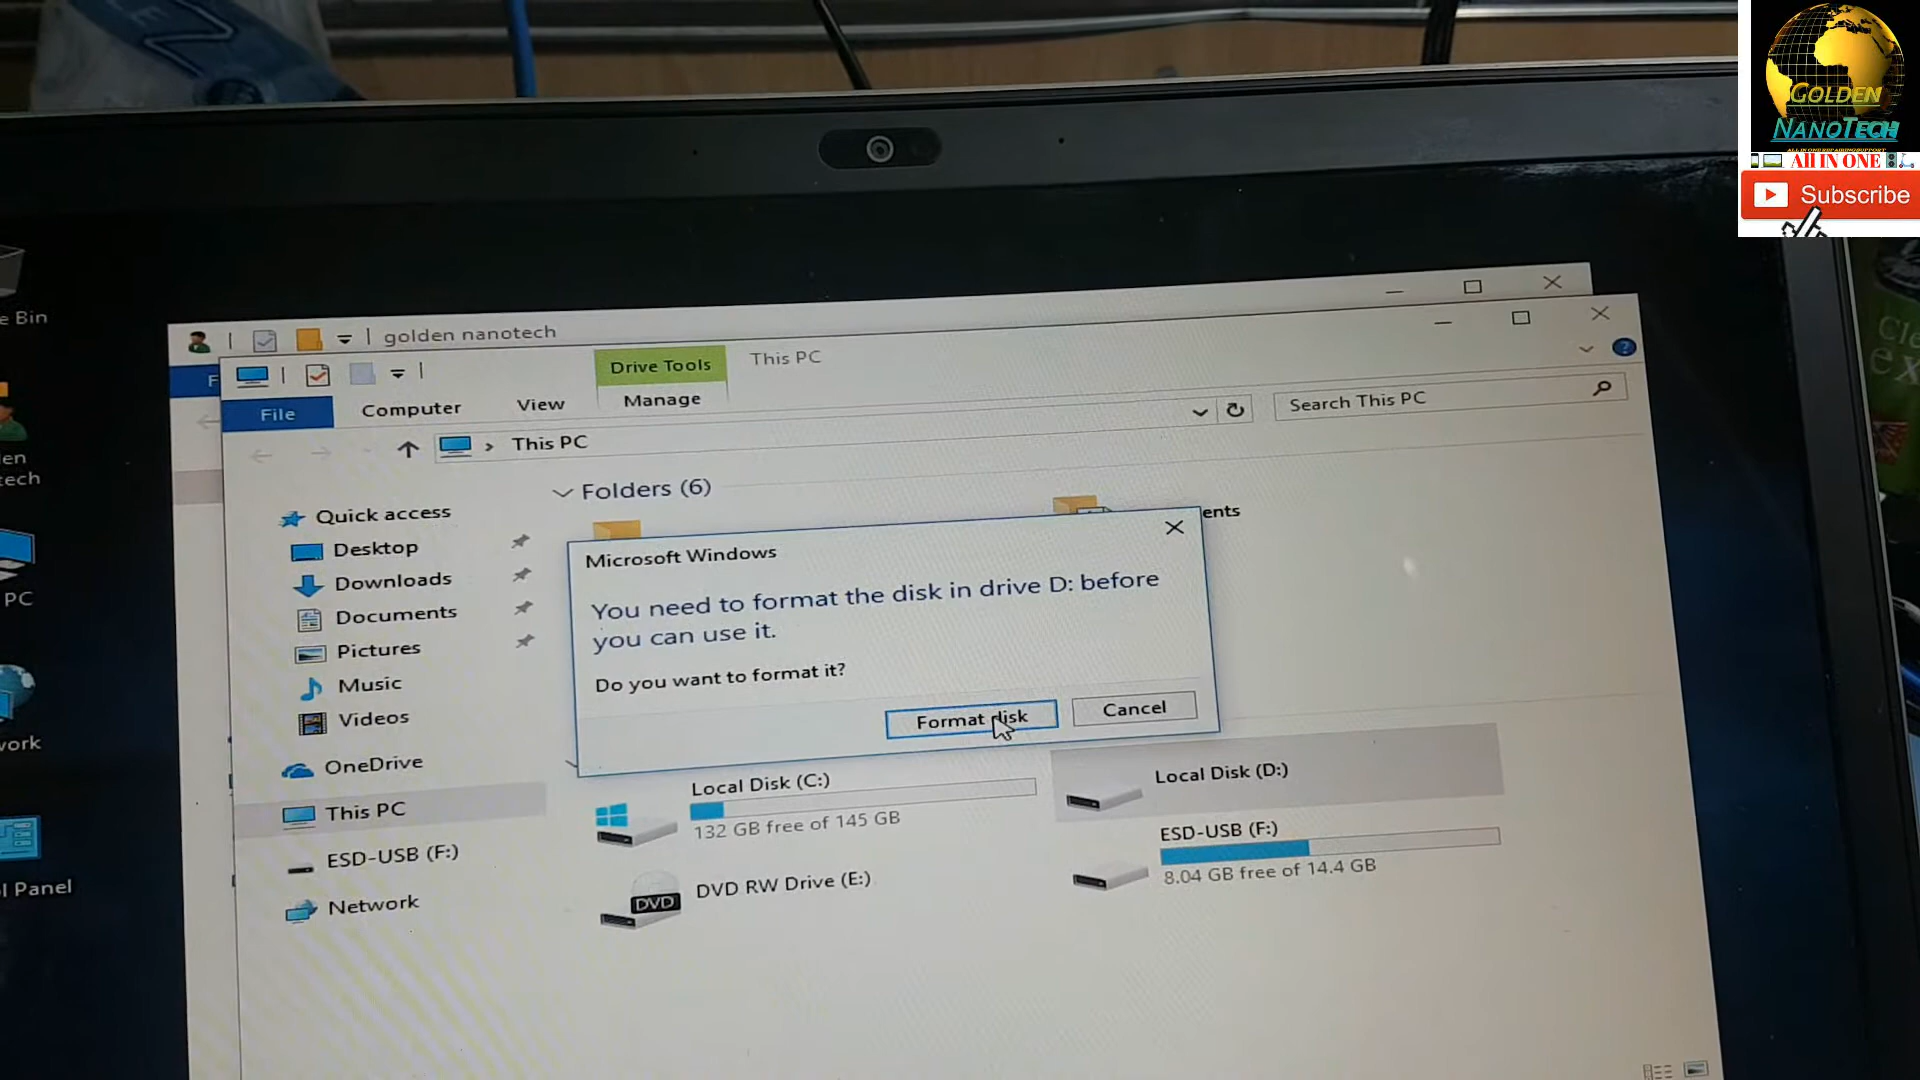 GOLDEN
NANOTECH
All IN ONE
Subscribe
e Bin
golden nanotech
Drive Tools
This PC
File
Computer
View
Manage
This PC
Search This PC
Folders (6)
Quick access
Desktop
Downloads
Documents
Pictures
Music
Videos
OneDrive
This PC
ESD-USB (F:)
Network
ents
Microsoft Windows
You need to format the disk in drive D: before
you can use it.
Do you want to format it?
Format disk
Cancel
Local Disk (C:)
132 GB free of 145 GB
Local Disk (D:)
ESD-USB (F:)
8.04 GB free of 14.4 GB
DVD RW Drive (E:)
DVD
en
ech
PC
work
l Panel